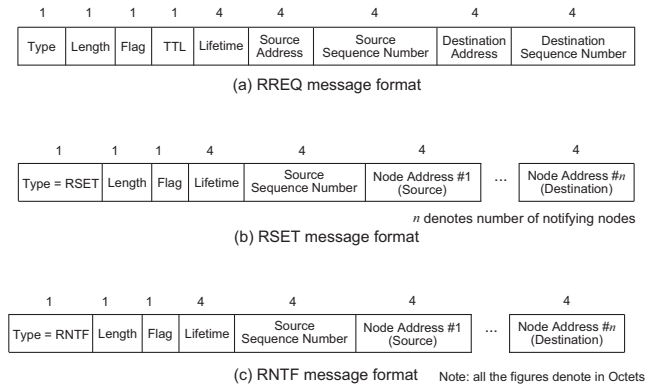 1 1 1 1 4 4 4 4 4
Type Length Flag TTL Lifetime Source Address Source Sequence Number Destination Address Destination Sequence Number
(a) RREQ message format
1 1 1 4 4 4 4
Type = RSET Length Flag Lifetime Source Sequence Number Node Address #1 (Source) ... Node Address #n (Destination)
n denotes number of notifying nodes
(b) RSET message format
1 1 1 4 4 4 4
Type = RNTF Length Flag Lifetime Source Sequence Number Node Address #1 (Source) ... Node Address #n (Destination)
(c) RNTF message format Note: all the figures denote in Octets